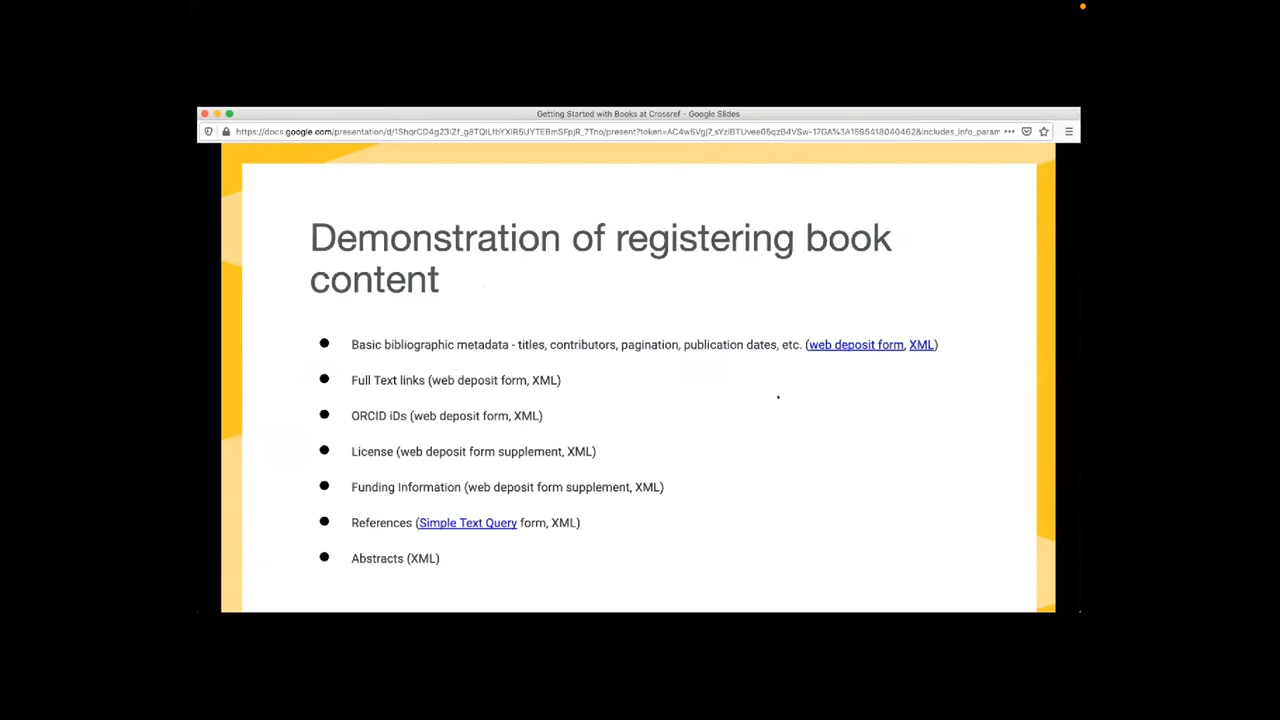 Getting Started with Books at Crossref - Google Slides
Demonstration of registering book
content
Basic bibliographic metadata - titles, contributors, pagination, publication dates, etc. (web deposit form, XML)
Full Text links (web deposit form, XML)
ORCID iDs (web deposit form, XML)
License (web deposit form supplement, XML)
Funding Information (web deposit form supplement, XML)
References (Simple Text Query form, XML)
Abstracts (XML)